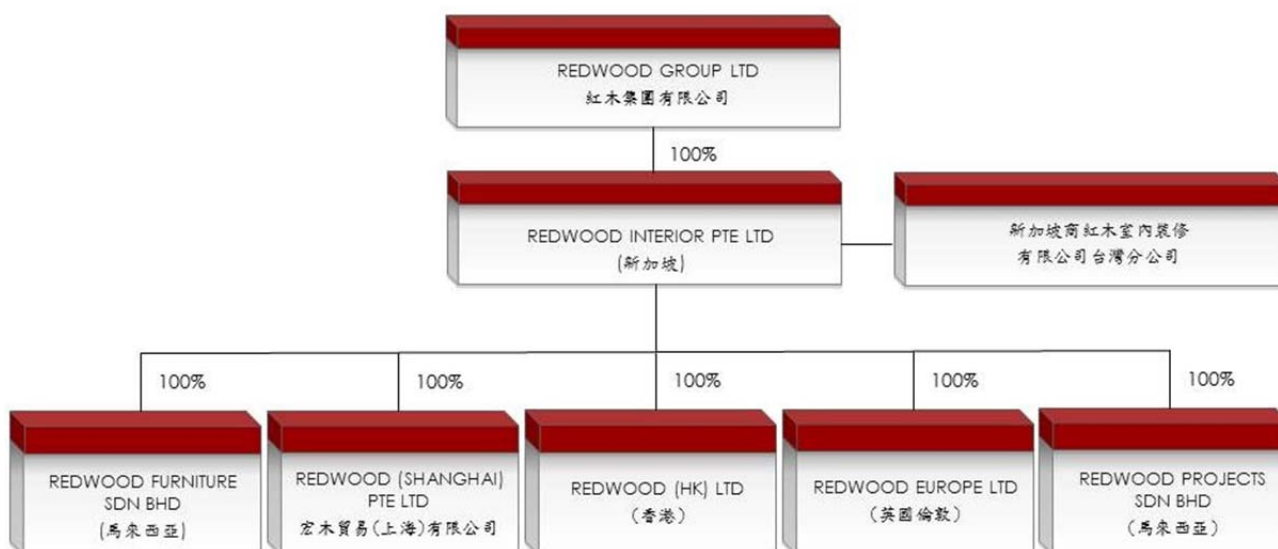 REDWOOD GROUP LTD
紅木集團有限公司
100%
REDWOOD INTERIOR PTE LTD
(新加坡)
新加坡商紅木室內裝修
有限公司台灣分公司
100%
100%
100%
100%
100%
REDWOOD FURNITURE
SDN BHD
(馬來西亞)
REDWOOD (SHANGHAI)
PTE LTD
宏木貿易(上海)有限公司
REDWOOD (HK) LTD
(香港)
REDWOOD EUROPE LTD
(英國倫敦)
REDWOOD PROJECTS
SDN BHD
(馬來西亞)